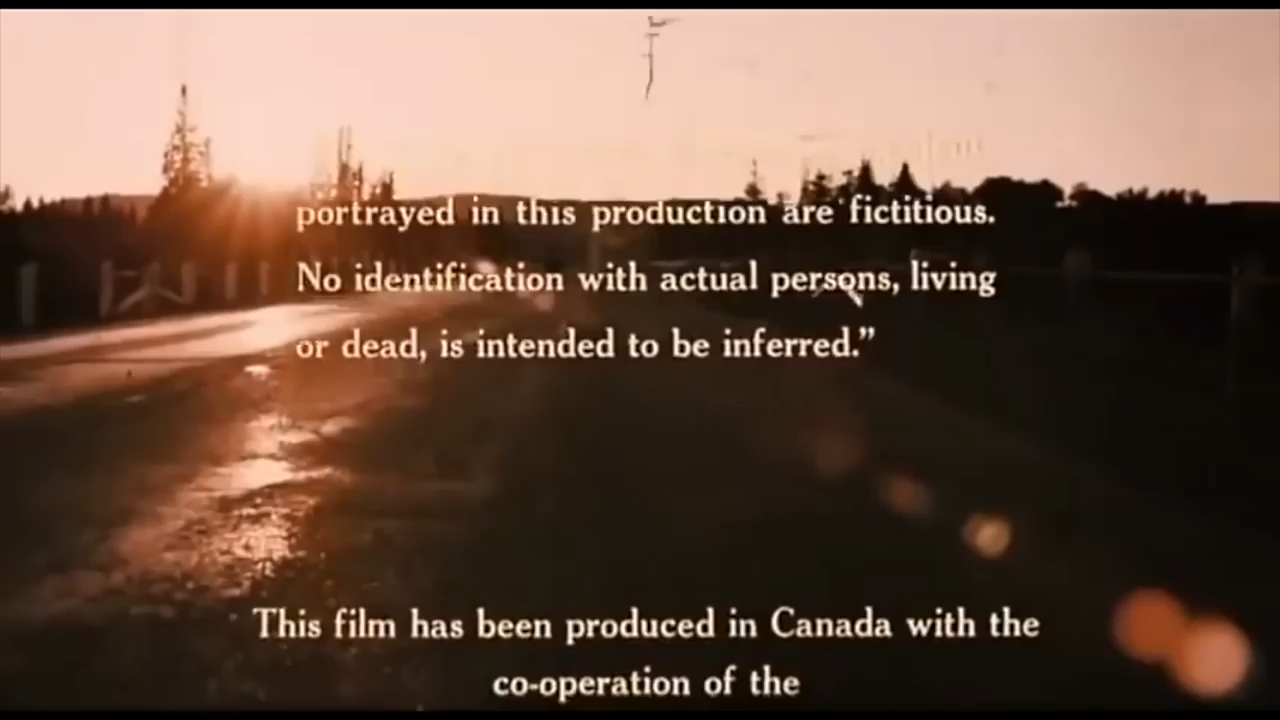 portrayed in this production are fictitious.
No identification with actual persons, living
or dead, is intended to be inferred.”
This film has been produced in Canada with the
co-operation of the